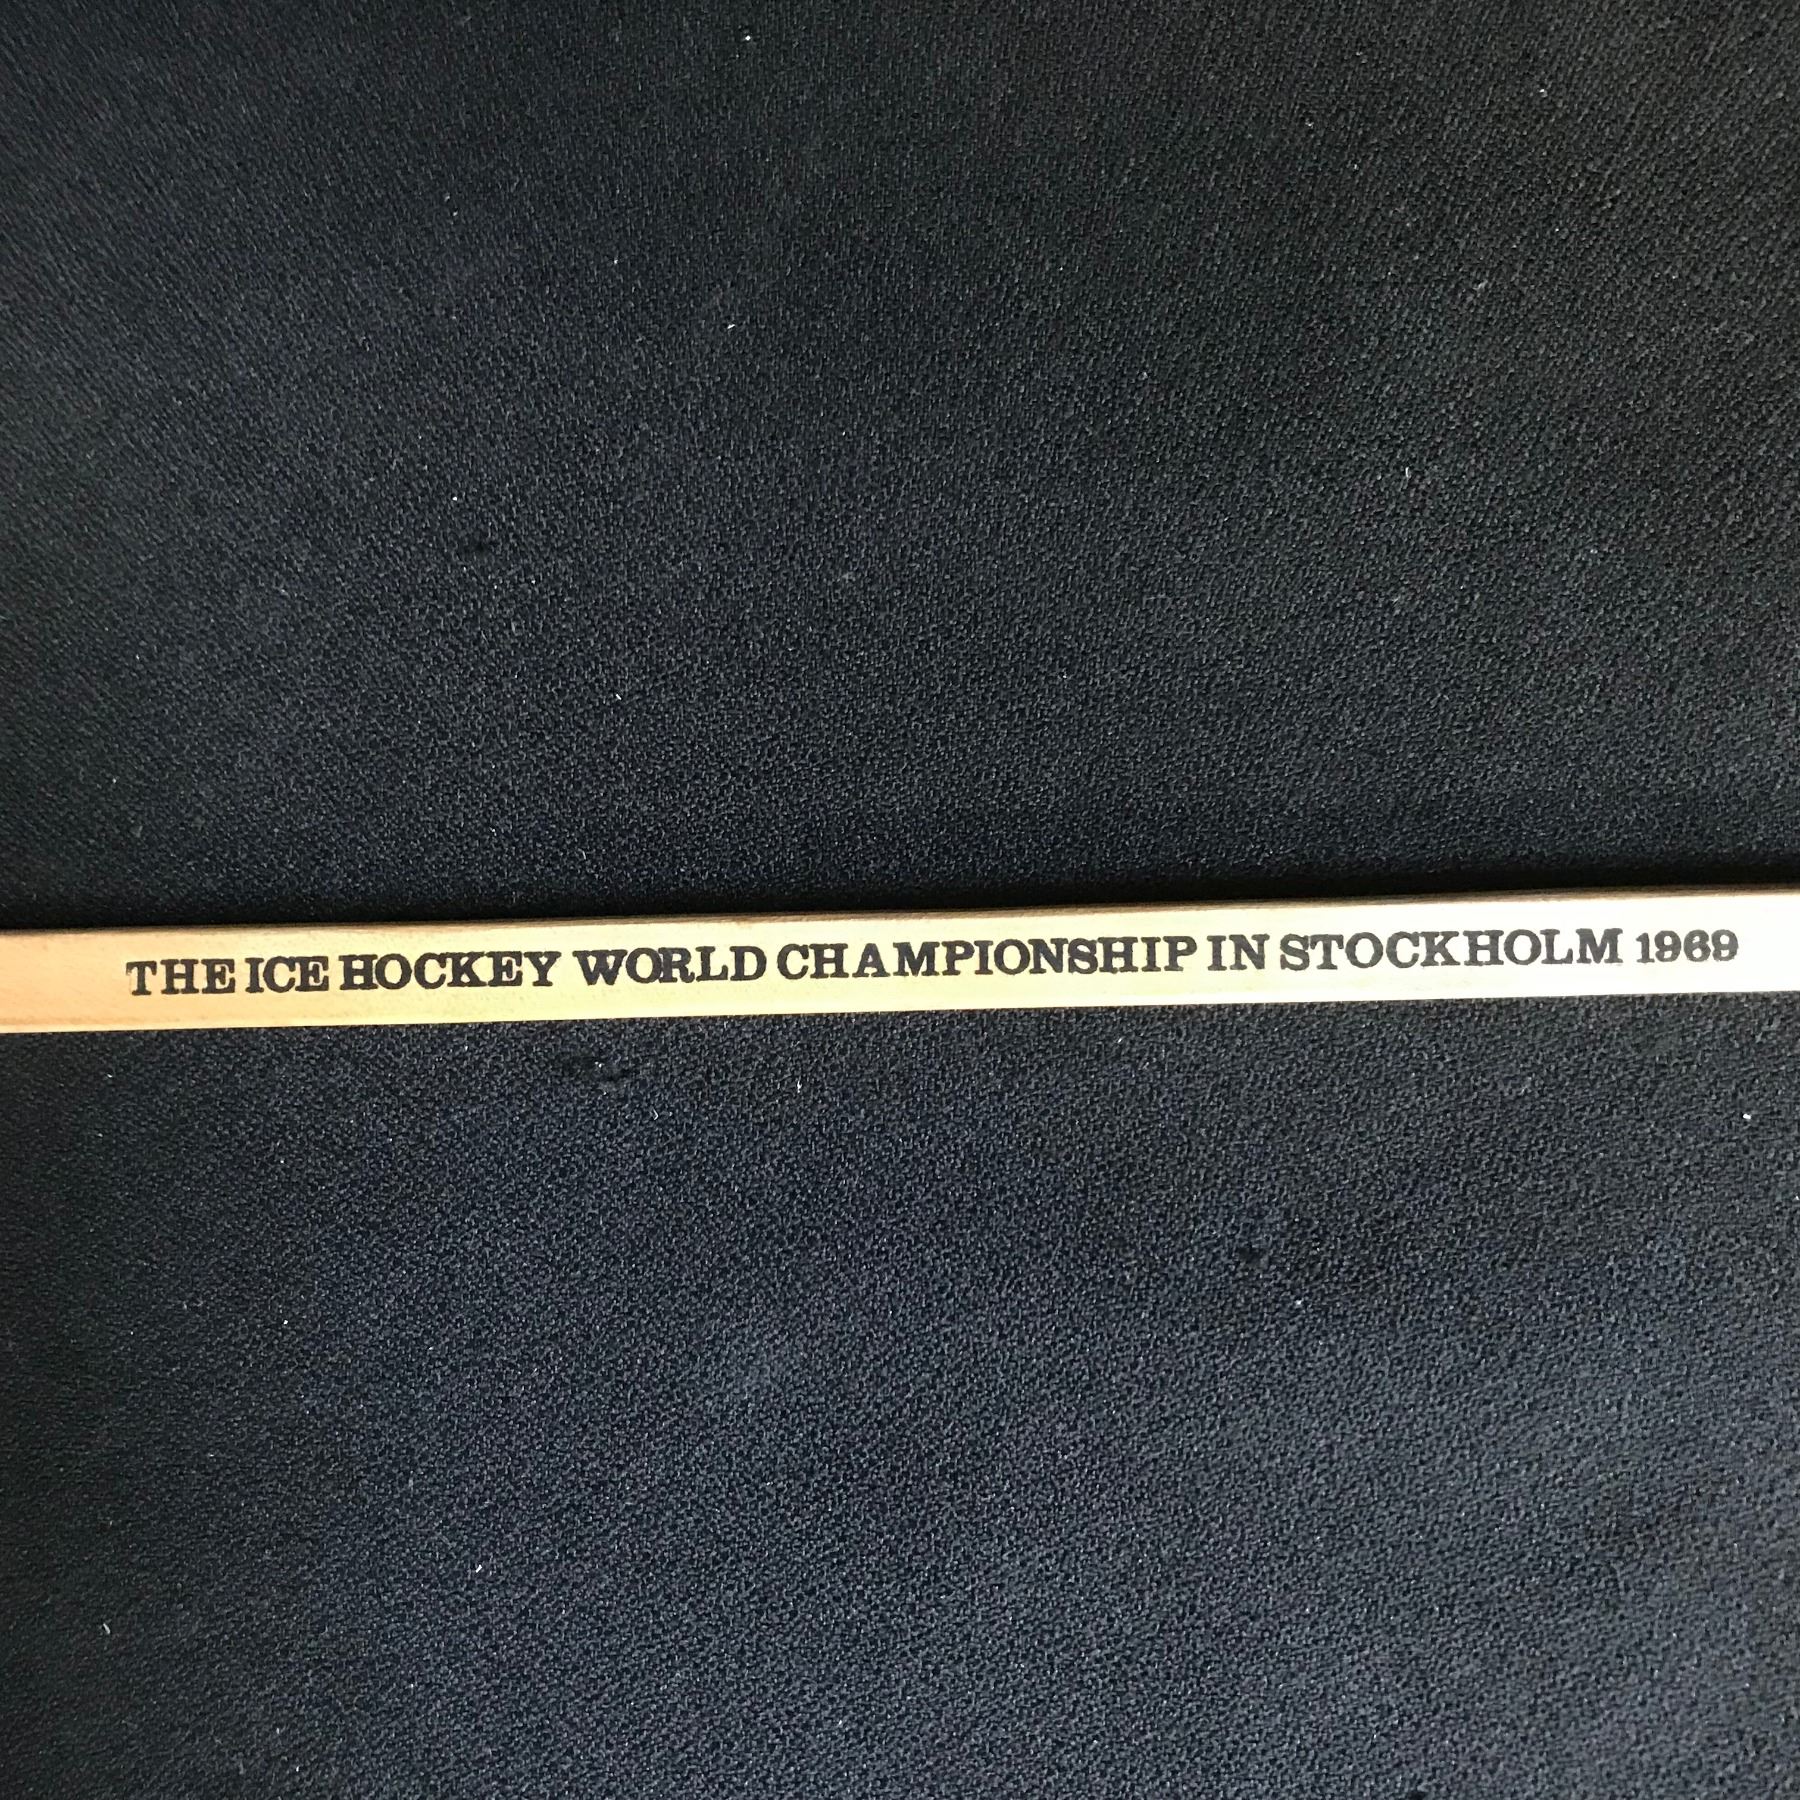 THE ICE HOCKEY WORLD CHAMPIONSHIP IN STOCKHOLM 1969